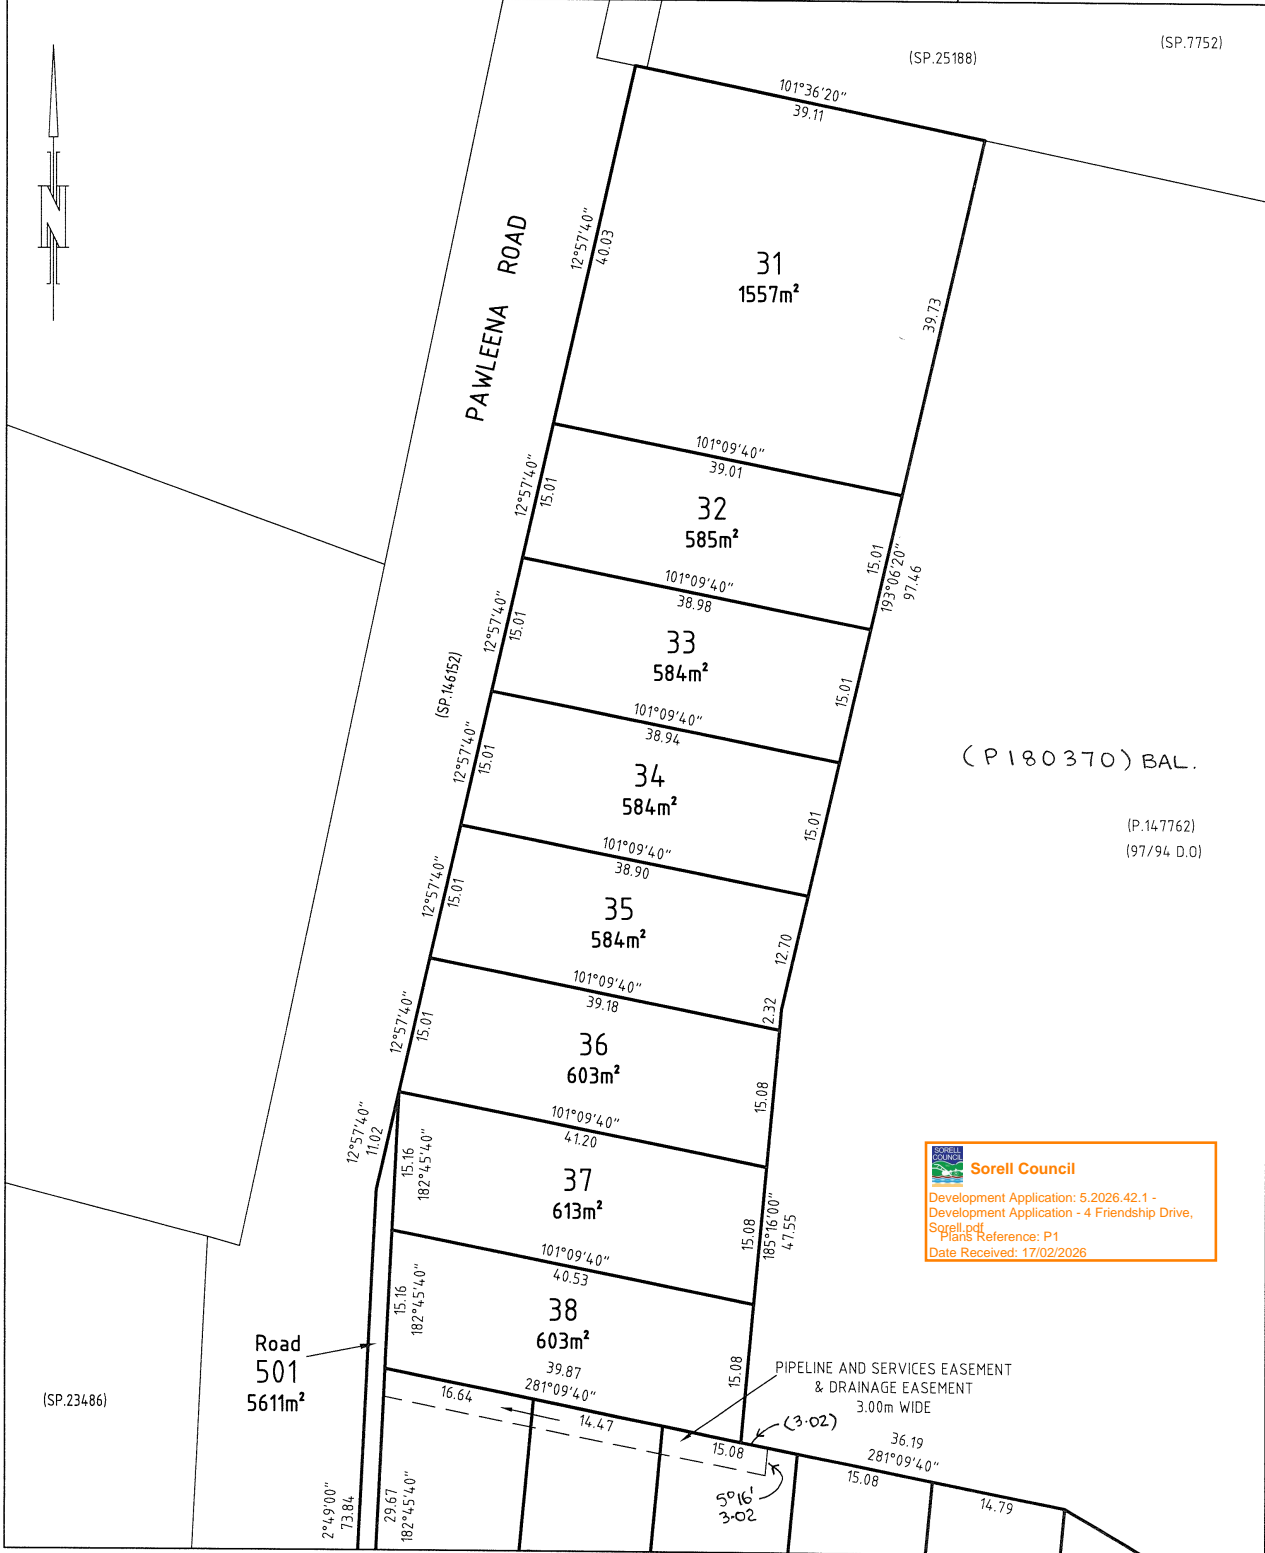 (SP.7752)
(SP.25188)
101°36'20"
39.11
N
PAWLEENA ROAD
12°57'40"
40.03
31
1557m²
39.73
101°09'40"
39.01
12°57'40"
15.01
32
585m²
15.01
193°06'20"
97.46
101°09'40"
38.98
12°57'40"
15.01
33
584m²
15.01
(SP.146152)
101°09'40"
38.94
12°57'40"
15.01
34
584m²
15.01
(P180370) BAL.
(P.147762)
(97/94 D.O)
101°09'40"
38.90
12°57'40"
15.01
35
584m²
12.70
2.32
101°09'40"
39.18
12°57'40"
15.01
36
603m²
15.08
101°09'40"
41.20
12°57'40"
11.02
15.16
182°45'40"
37
613m²
15.08
185°16'00"
47.55
SORELL
COUNCIL
Sorell Council
Development Application: 5.2026.42.1 -
Development Application - 4 Friendship Drive,
Sorell.pdf
Plans Reference: P1
Date Received: 17/02/2026
101°09'40"
40.53
15.16
182°45'40"
38
603m²
15.08
39.87
281°09'40"
Road
501
5611m²
(SP.23486)
PIPELINE AND SERVICES EASEMENT
& DRAINAGE EASEMENT
3.00m WIDE
16.64
14.47
15.08
(3.02)
36.19
281°09'40"
15.08
14.79
5°16'
3.02
2°49'00"
73.84
29.67
182°45'40"